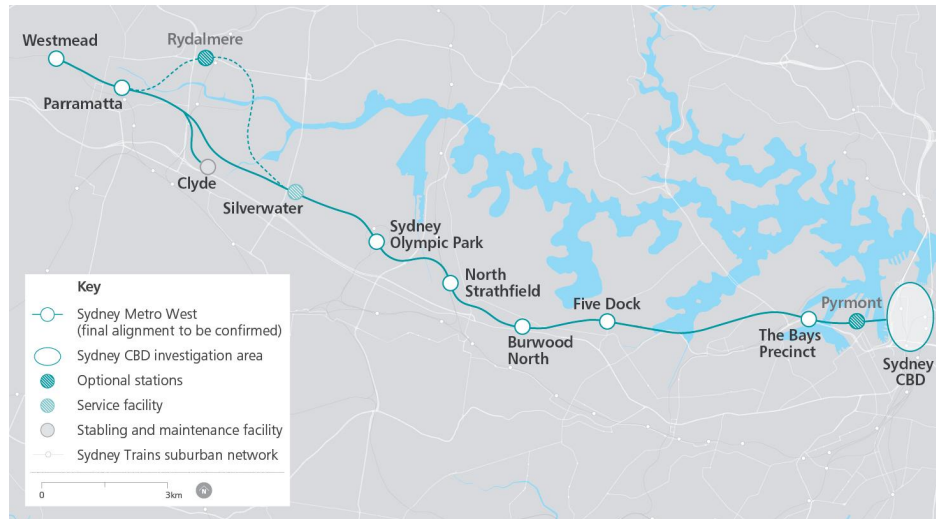 Westmead
Rydalmere
Parramatta
Clyde
Silverwater
Sydney
Olympic Park
North
Strathfield
Five Dock
Burwood
North
Pyrmont
The Bays
Precinct
Sydney
CBD
Key
Sydney Metro West
(final alignment to be confirmed)
Sydney CBD investigation area
Optional stations
Service facility
Stabling and maintenance facility
Sydney Trains suburban network
0 3km N